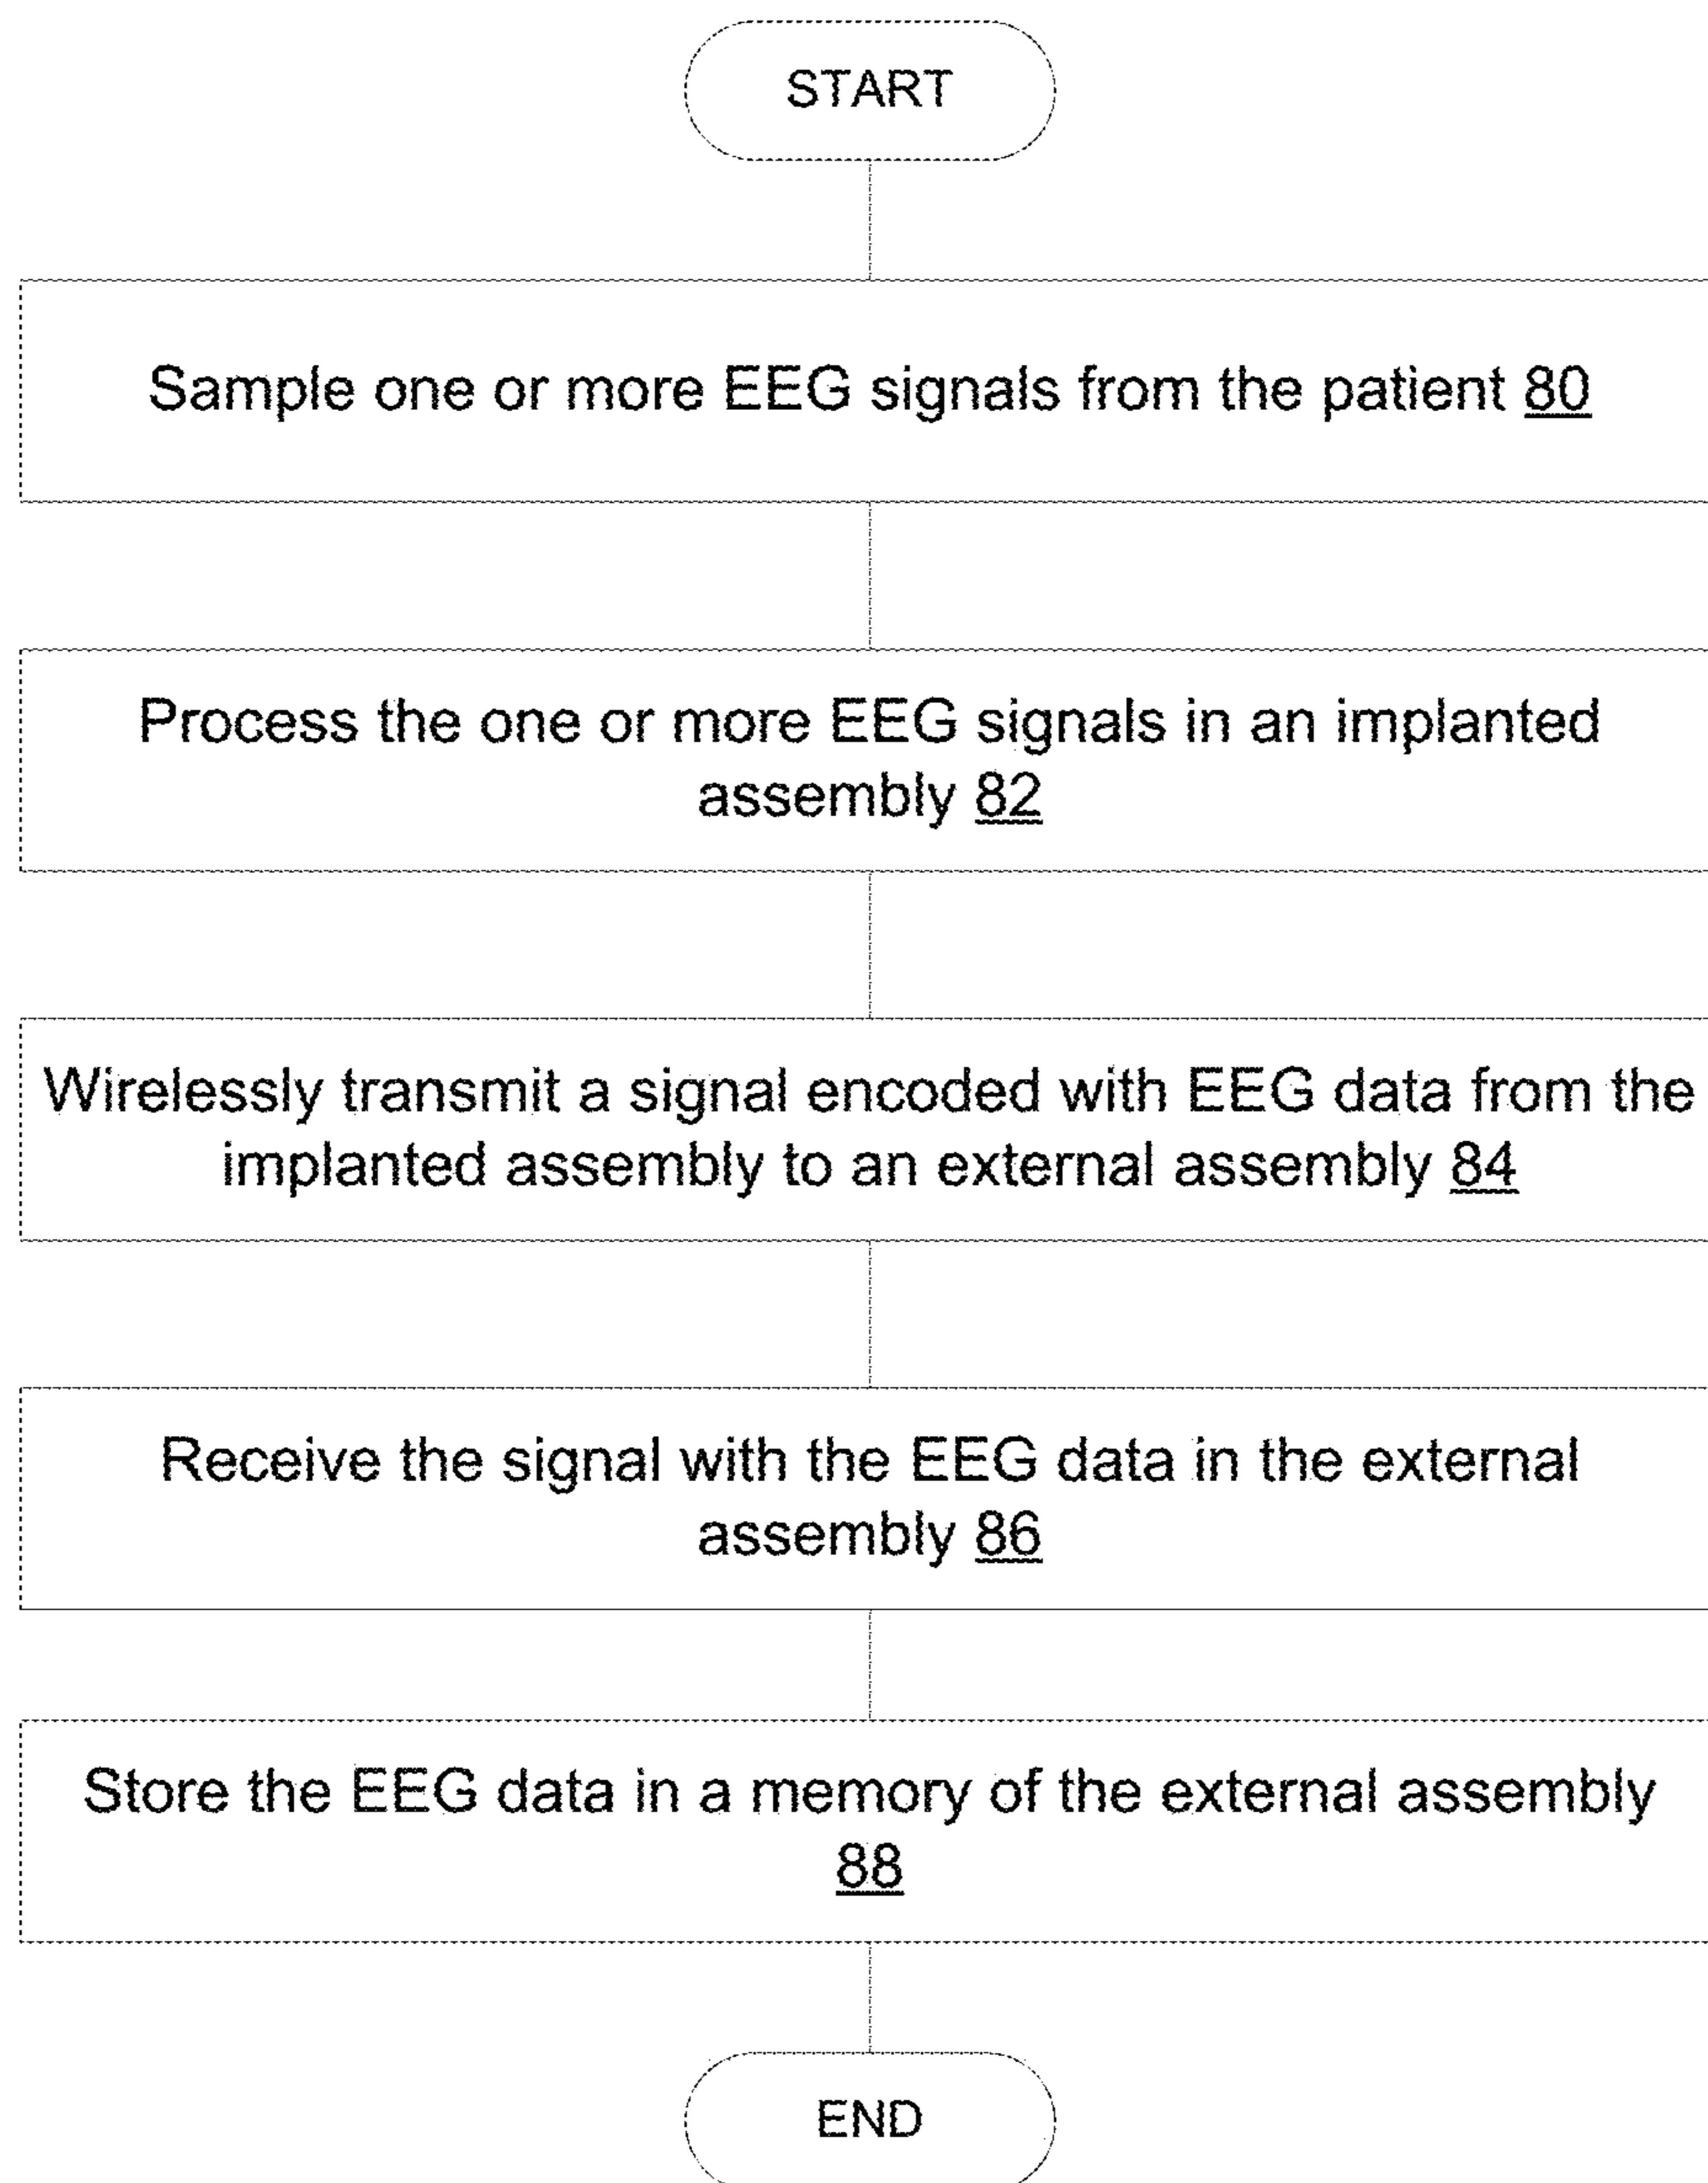 START
Sample one or more EEG signals from the patient 80
Process the one or more EEG signals in an implanted
assembly 82
Wirelessly transmit a signal encoded with EEG data from the
implanted assembly to an external assembly 84
Receive the signal with the EEG data in the external
assembly 86
Store the EEG data in a memory of the external assembly
88
END